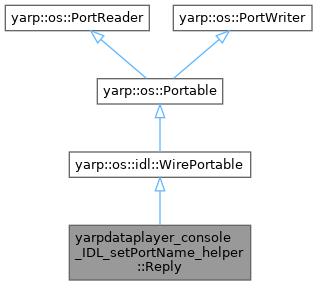 yarp::os::PortReader
yarp::os::PortWriter
yarp::os::Portable
yarp::os::idl::WirePortable
yarpdataplayer_console
_IDL_setPortName_helper
::Reply